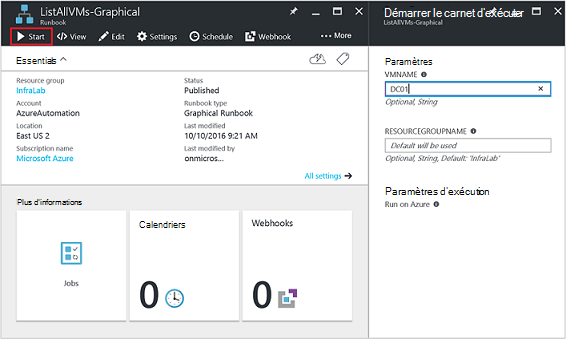 ListAllVMs-Graphical
Runbook
Start
View
Edit
Settings
Schedule
Webhook
More
Essentials
Resource group
InfraLab
Account
AzureAutomation
Location
East US 2
Subscription name
Microsoft Azure
Status
Published
Runbook type
Graphical Runbook
Last modified
10/10/2016 9:21 AM
Last modified by
onmicros...
All settings
Plus d'informations
Jobs
Calendriers
0
Webhooks
0
Démarrer le carnet d'exécuter
ListAllVMs-Graphical
Paramètres
VMNAME
DC01
Optional, String
RESOURCEGROUPNAME
Default will be used
Optional, String, Default: 'InfraLab'
Paramètres d'exécution
Run on Azure